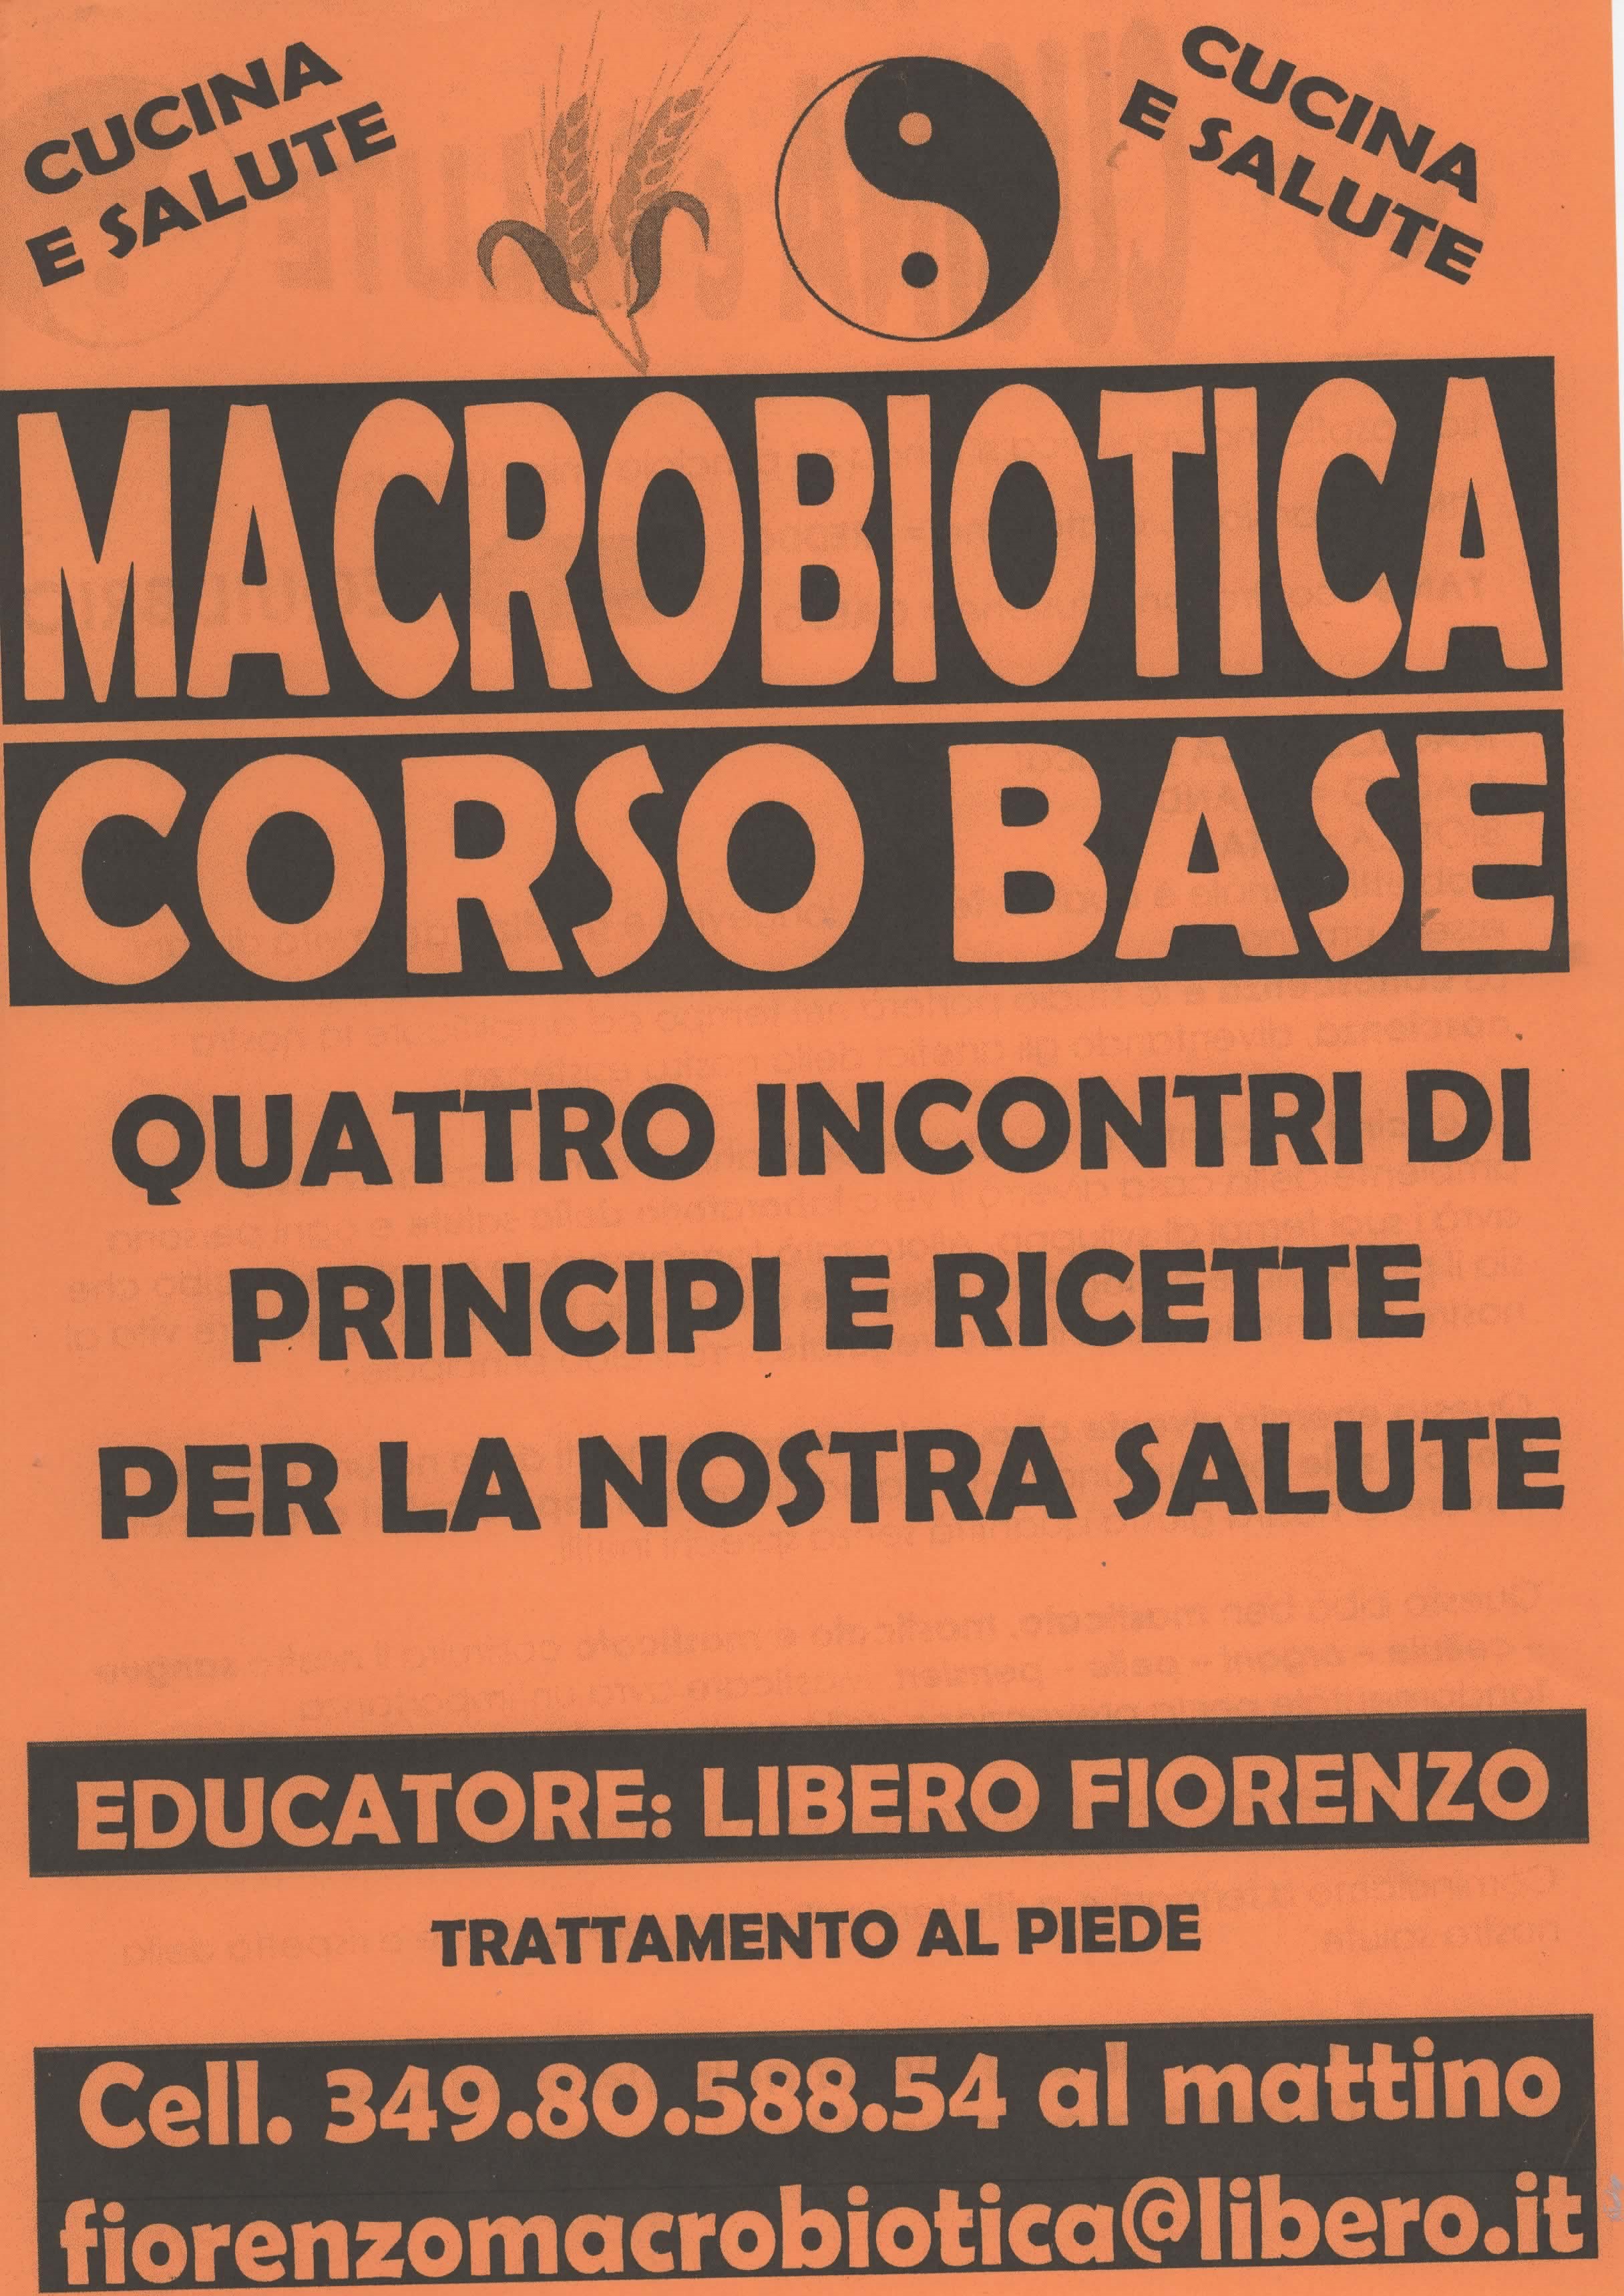 CUCINA
E SALUTE
CUCINA
E SALUTE
MACROBIOTICA
CORSO BASE
QUATTRO INCONTRI DI
PRINCIPI E RICETTE
PER LA NOSTRA SALUTE
EDUCATORE: LIBERO FIORENZO
TRATTAMENTO AL PIEDE
Cell. 349.80.588.54 al mattino
fiorenzomacrobiotica@libero.it